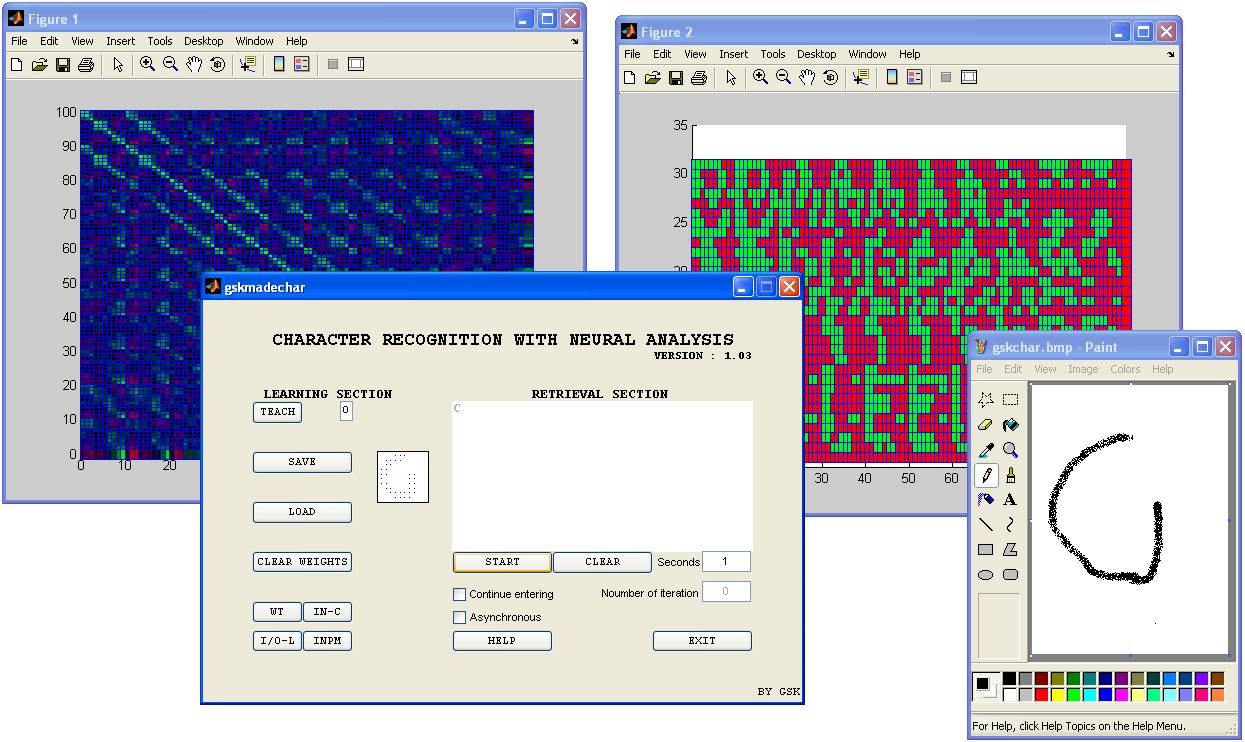 Figure 1
File Edit View Insert Tools Desktop Window Help
100
90
80
70
60
50
40
30
20
10
0
0 10 20
Figure 2
File Edit View Insert Tools Desktop Window Help
35
30
25
20
30 40 50 60
gskmadechar
CHARACTER RECOGNITION WITH NEURAL ANALYSIS
VERSION : 1.03
LEARNING SECTION
TEACH 0
SAVE
LOAD
CLEAR WEIGHTS
WT IN-C
I/O-L INPM
RETRIEVAL SECTION
C
START CLEAR Seconds 1
Continue entering Noumber of iteration 0
Asynchronous
HELP EXIT
BY GSK
gskchar.bmp - Paint
File Edit View Image Colors Help
A
G
For Help, click Help Topics on the Help Menu.